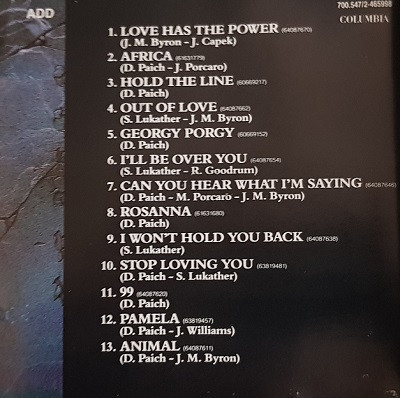 ADD
700.547/2-465998
COLUMBIA
1. LOVE HAS THE POWER (64087670)
(J. M. Byron - J. Capek)
2. AFRICA (61631779)
(D. Paich - J. Porcaro)
3. HOLD THE LINE (60669217)
(D. Paich)
4. OUT OF LOVE (64087662)
(S. Lukather - J. M. Byron)
5. GEORGY PORGY (60669152)
(D. Paich)
6. I'LL BE OVER YOU (64087654)
(S. Lukather - R. Goodrum)
7. CAN YOU HEAR WHAT I'M SAYING (64087646)
(D. Paich - M. Porcaro - J. M. Byron)
8. ROSANNA (61631680)
(D. Paich)
9. I WON'T HOLD YOU BACK (64087638)
(S. Lukather)
10. STOP LOVING YOU (63819481)
(D. Paich - S. Lukather)
11. 99 (64087620)
(D. Paich)
12. PAMELA (63819457)
(D. Paich - J. Williams)
13. ANIMAL (64087611)
(D. Paich - J. M. Byron)